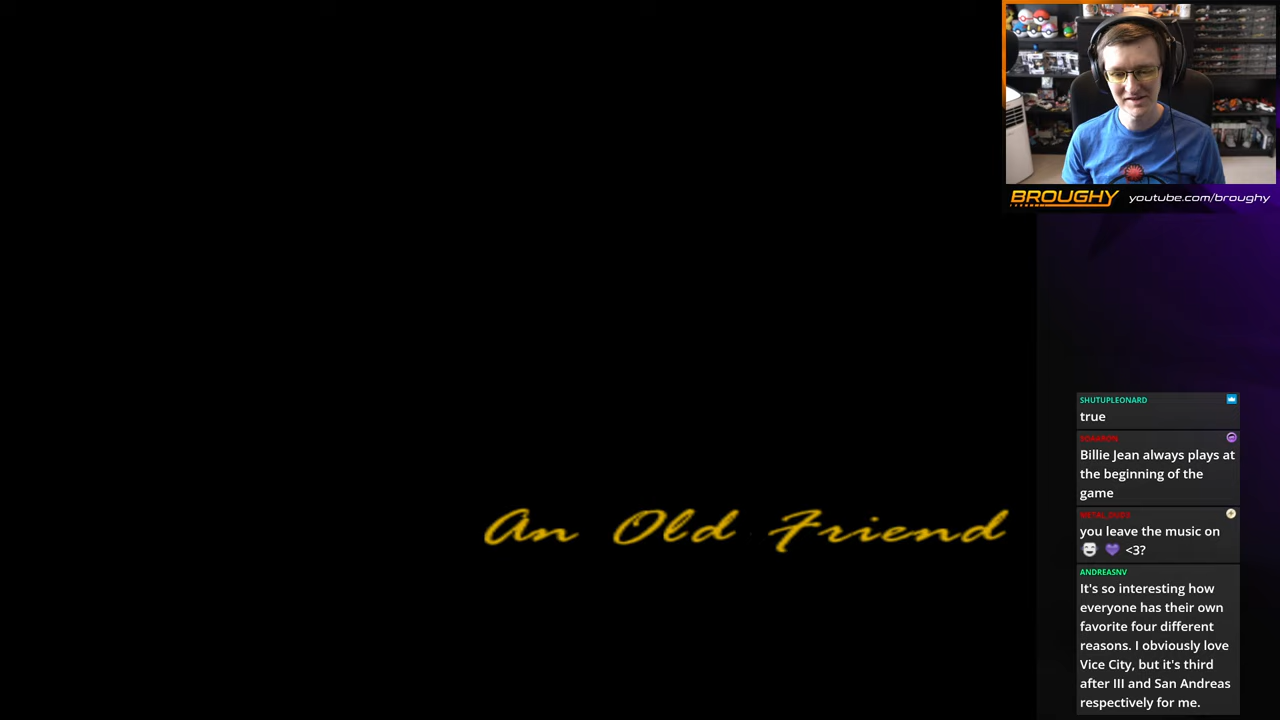 BROUGHY youtube.com/broughy
An Old Friend
SHUTUPLEONARD
true
Billie Jean always plays at
the beginning of the
game
you leave the music on
<3?
ANDREASNV
It's so interesting how
everyone has their own
favorite four different
reasons. I obviously love
Vice City, but it's third
after III and San Andreas
respectively for me.